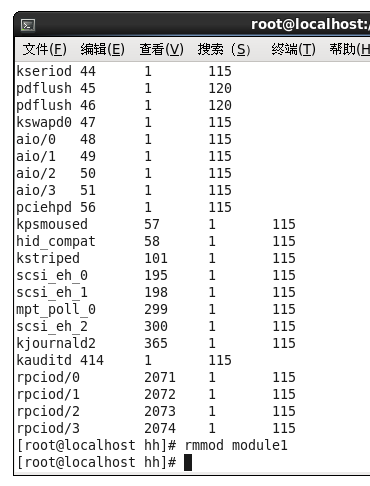 root@localhost:/
文件(F) 编辑(E) 查看(V) 搜索 (S) 终端(T) 帮助(H
kseriod 44 1 115
pdflush 45 1 120
pdflush 46 1 120
kswapd0 47 1 115
aio/0 48 1 115
aio/1 49 1 115
aio/2 50 1 115
aio/3 51 1 115
pciehpd 56 1 115
kpsmoused 57 1 115
hid_compat 58 1 115
kstriped 101 1 115
scsi_eh_0 195 1 115
scsi_eh_1 198 1 115
mpt_poll_0 299 1 115
scsi_eh_2 300 1 115
kjournald2 365 1 115
kauditd 414 1 115
rpciod/0 2071 1 115
rpciod/1 2072 1 115
rpciod/2 2073 1 115
rpciod/3 2074 1 115
[root@localhost hh]# rmmod module1
[root@localhost hh]#